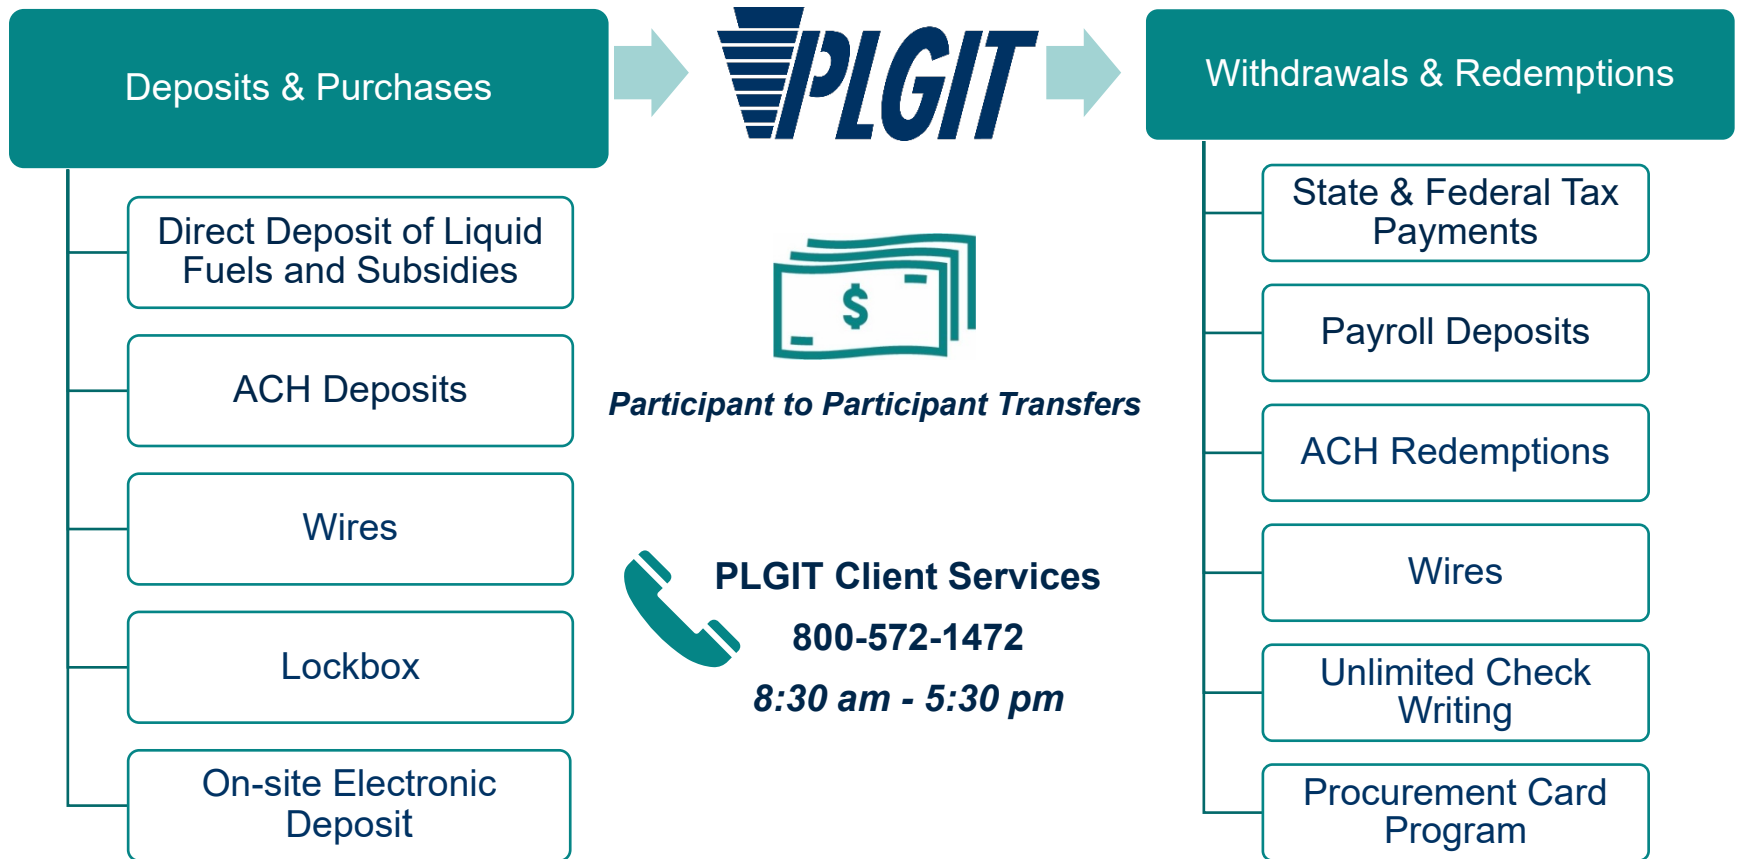 Deposits & Purchases
Direct Deposit of Liquid
Fuels and Subsidies
ACH Deposits
Wires
Lockbox
On-site Electronic
Deposit
PLGIT
$
Participant to Participant Transfers
PLGIT Client Services
800-572-1472
8:30 am - 5:30 pm
Withdrawals & Redemptions
State & Federal Tax
Payments
Payroll Deposits
ACH Redemptions
Wires
Unlimited Check
Writing
Procurement Card
Program